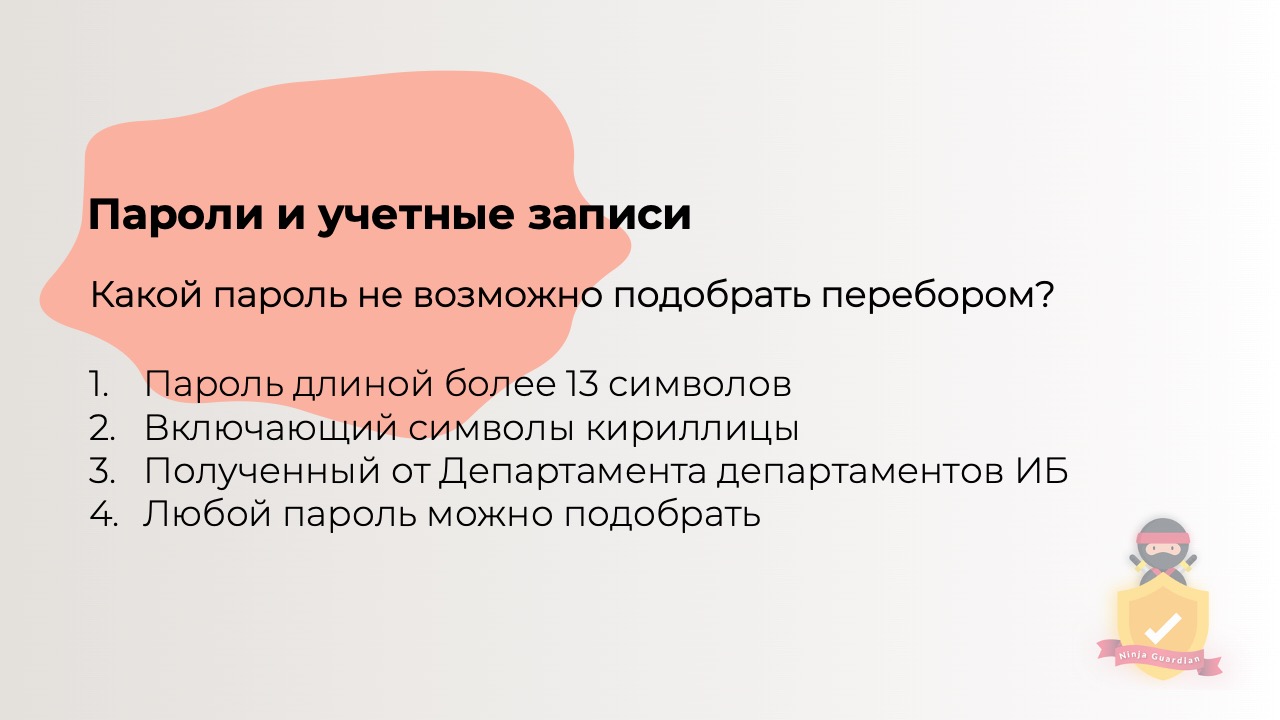 Пароли и учетные записи
Какой пароль не возможно подобрать перебором?
1. Пароль длиной более 13 символов
2. Включающий символы кириллицы
3. Полученный от Департамента департаментов ИБ
4. Любой пароль можно подобрать
Ninja Guardian